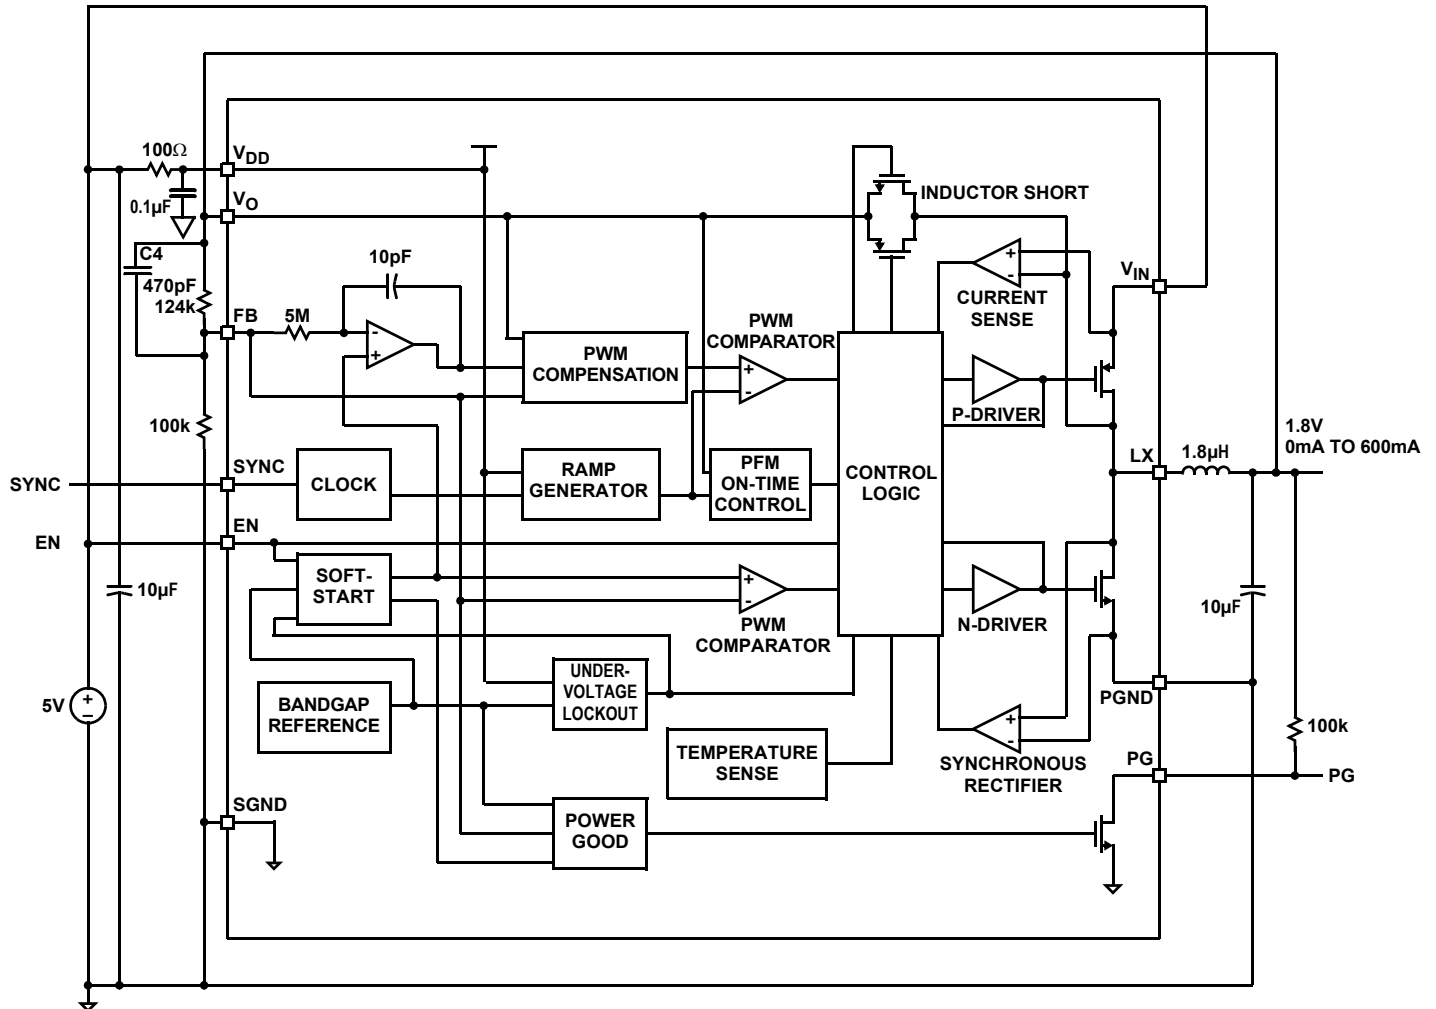 100Ω
VDD
0.1µF
VO
C4
470pF
124k
FB
5M
10pF
-
+
100k
PWM
COMPENSATION
PWM
COMPARATOR
+
-
INDUCTOR SHORT
+
-
CURRENT
SENSE
VIN
P-DRIVER
SYNC
SYNC
CLOCK
RAMP
GENERATOR
PFM
ON-TIME
CONTROL
CONTROL
LOGIC
LX
1.8µH
1.8V
0mA TO 600mA
EN
EN
SOFT-
START
10µF
+
-
PWM
COMPARATOR
N-DRIVER
10µF
5V
+
–
BANDGAP
REFERENCE
UNDER-
VOLTAGE
LOCKOUT
TEMPERATURE
SENSE
+
-
SYNCHRONOUS
RECTIFIER
PGND
100k
PG
PG
SGND
POWER
GOOD